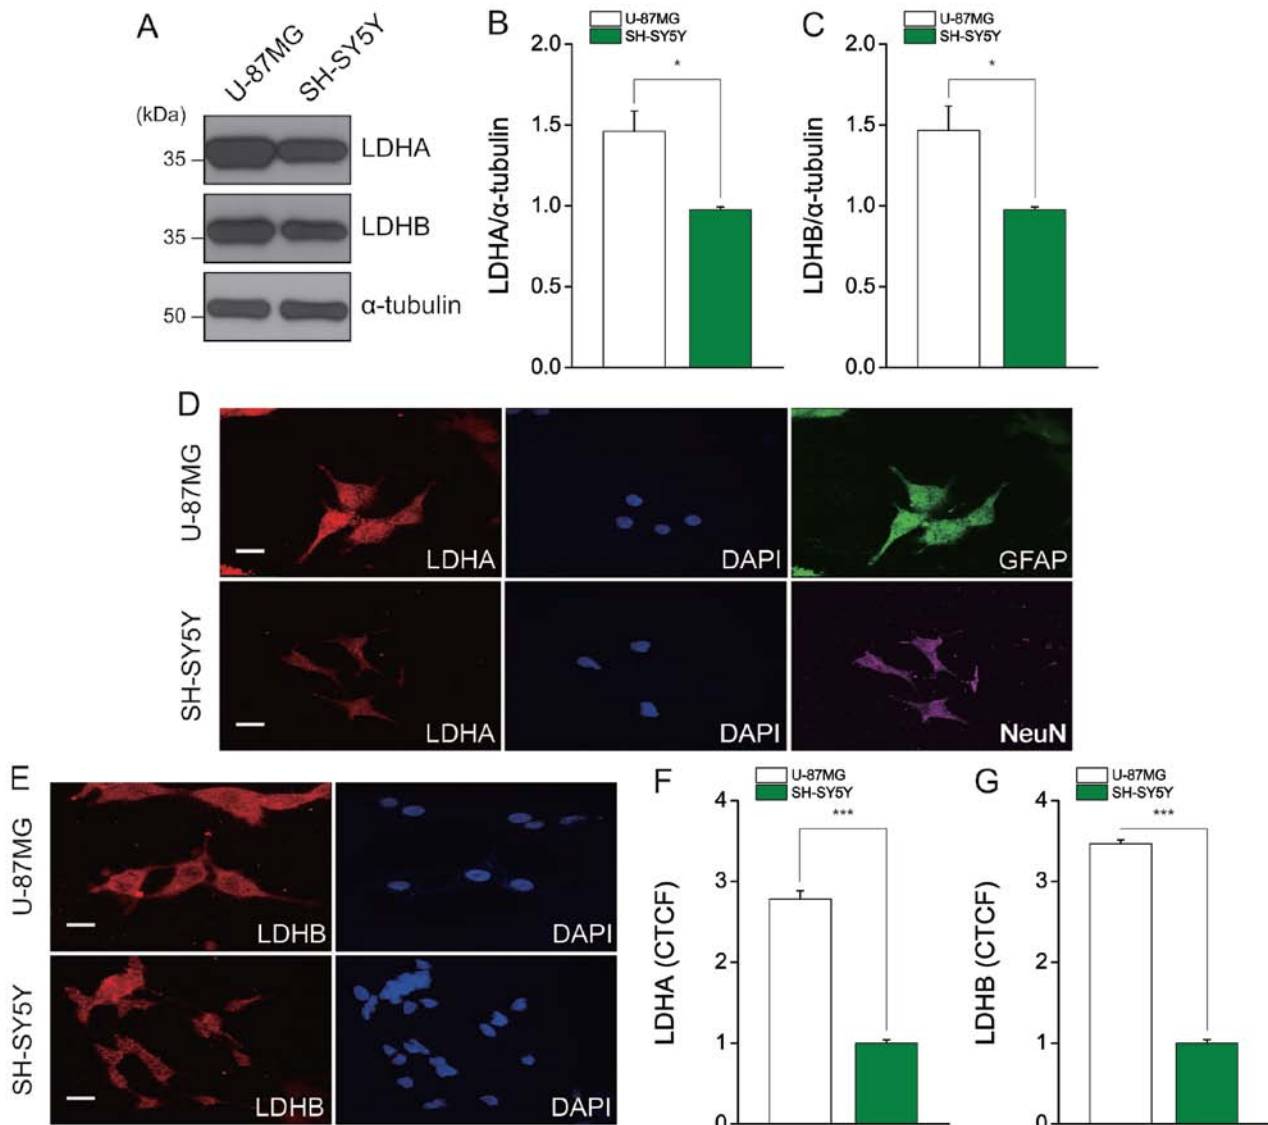 A
U-87MG
SH-SY5Y
(kDa)
35
LDHA
35
LDHB
50
α-tubulin
B
U-87MG
SH-SY5Y
*
2.0
1.5
1.0
0.5
0.0
LDHA/α-tubulin
C
U-87MG
SH-SY5Y
*
2.0
1.5
1.0
0.5
0.0
LDHB/α-tubulin
D
U-87MG
LDHA
DAPI
GFAP
SH-SY5Y
LDHA
DAPI
NeuN
E
U-87MG
LDHB
DAPI
SH-SY5Y
LDHB
DAPI
F
U-87MG
SH-SY5Y
***
4
3
2
1
0
LDHA (CTCF)
G
U-87MG
SH-SY5Y
***
4
3
2
1
0
LDHB (CTCF)